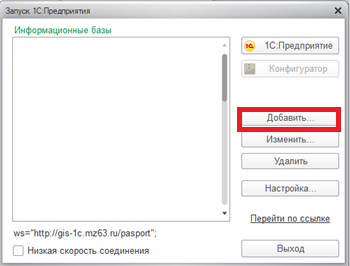 Запуск 1С:Предприятия
Информационные базы
1С:Предприятие
Конфигуратор
Добавить...
Изменить...
Удалить
Настройка...
Перейти по ссылке
ws="http://gis-1c.mz63.ru/pasport";
Низкая скорость соединения
Выход